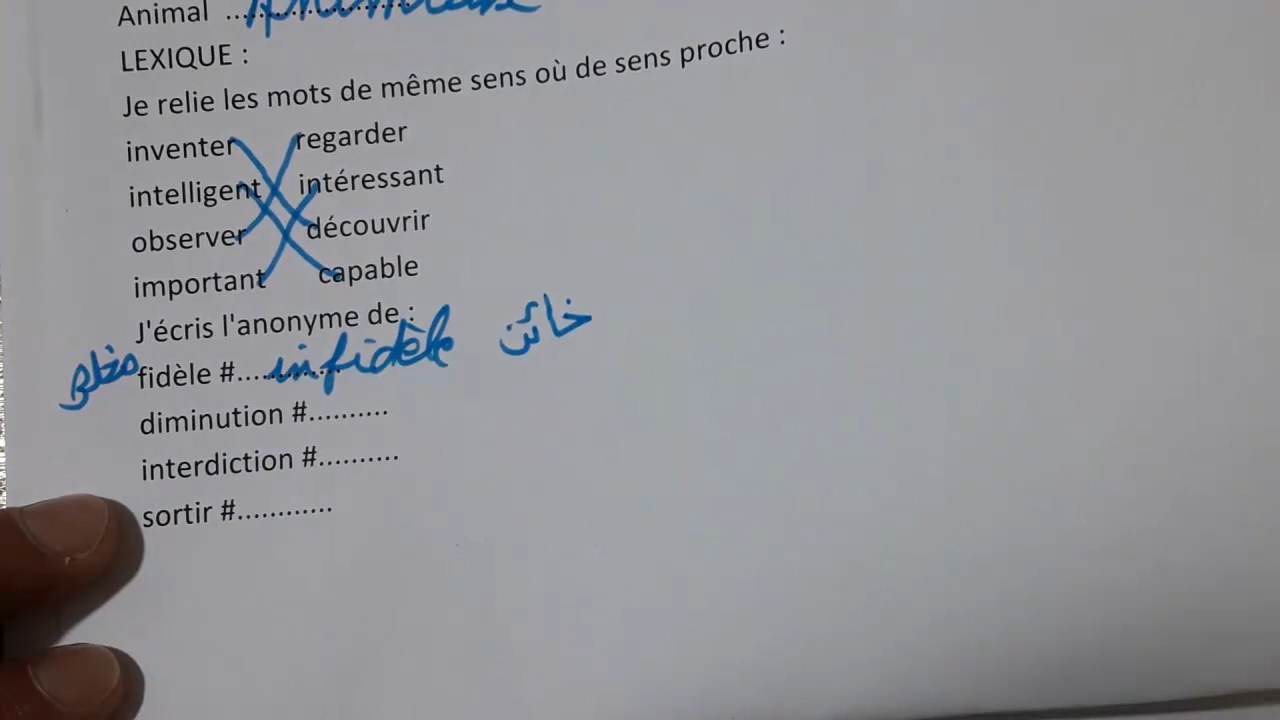 Animal ..................
LEXIQUE :
Je relie les mots de même sens où de sens proche :
inventer regarder
intelligent intéressant
observer découvrir
important capable
J'écris l'anonyme de :
fidèle #............ infidèle خائن
diminution #..........
interdiction #..........
sortir #............